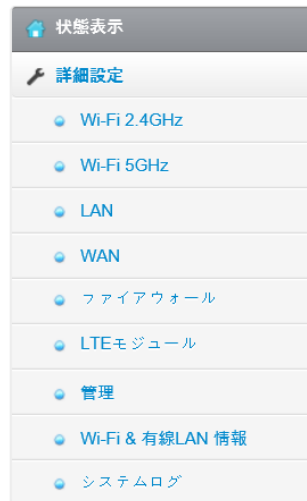 状態表示
詳細設定
Wi-Fi 2.4GHz
Wi-Fi 5GHz
LAN
WAN
ファイアウォール
LTEモジュール
管理
Wi-Fi & 有線LAN 情報
システムログ